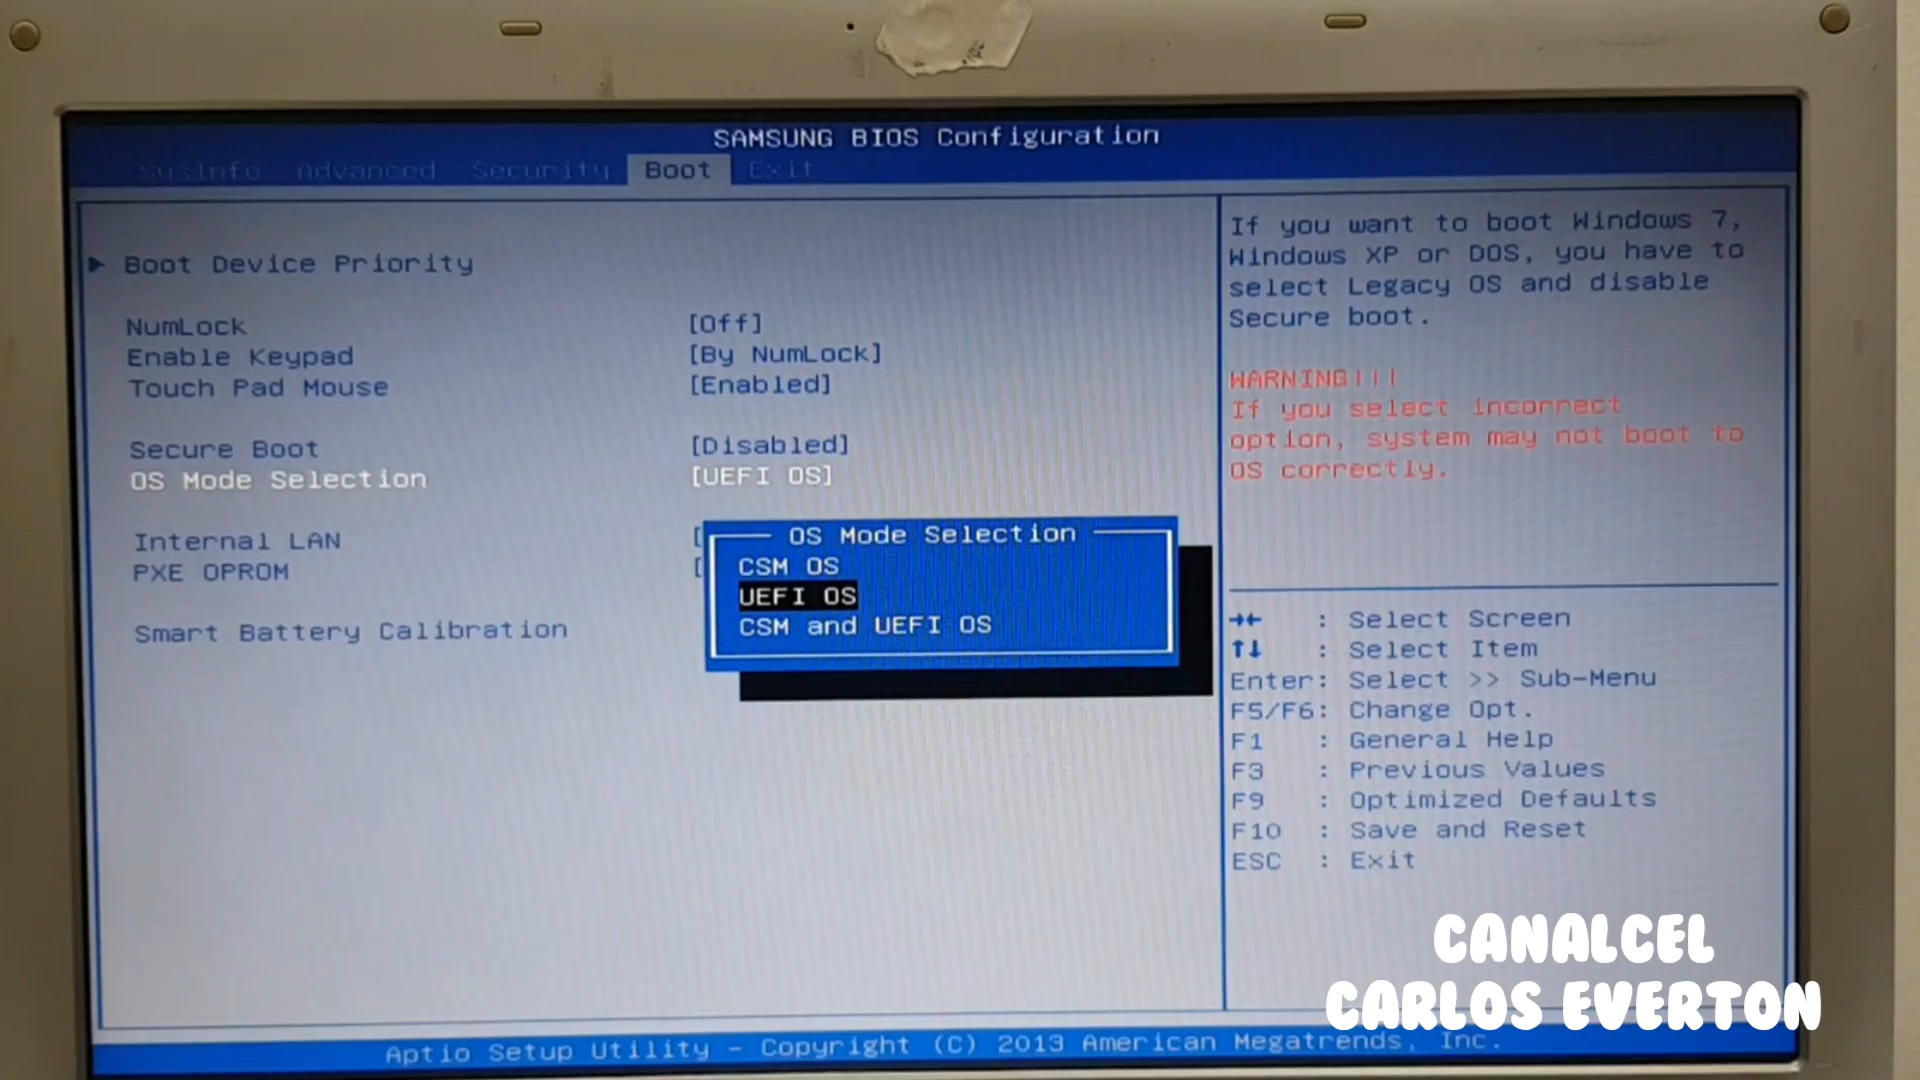 SAMSUNG BIOS Configuration
SysInfo Advanced Security Boot Exit
Boot Device Priority
NumLock [Off]
Enable Keypad [By NumLock]
Touch Pad Mouse [Enabled]
Secure Boot [Disabled]
OS Mode Selection [UEFI OS]
Internal LAN [
PXE OPROM [
Smart Battery Calibration
OS Mode Selection
CSM OS
UEFI OS
CSM and UEFI OS
If you want to boot Windows 7,
Windows XP or DOS, you have to
select Legacy OS and disable
Secure boot.
WARNING!!!
If you select incorrect
option, system may not boot to
OS correctly.
→← : Select Screen
↑↓ : Select Item
Enter: Select >> Sub-Menu
F5/F6: Change Opt.
F1 : General Help
F3 : Previous Values
F9 : Optimized Defaults
F10 : Save and Reset
ESC : Exit
CANALCEL
CARLOS EVERTON
Aptio Setup Utility - Copyright (C) 2013 American Megatrends, Inc.